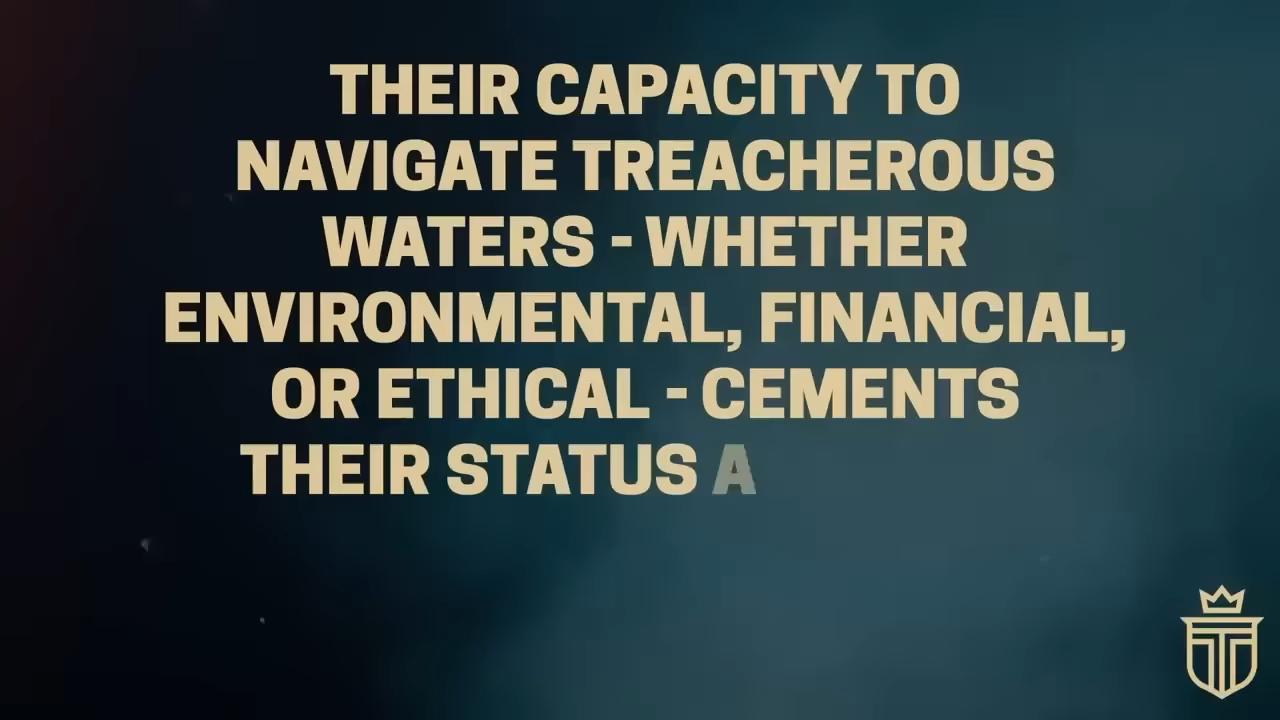 THEIR CAPACITY TO
NAVIGATE TREACHEROUS
WATERS - WHETHER
ENVIRONMENTAL, FINANCIAL,
OR ETHICAL - CEMENTS
THEIR STATUS A